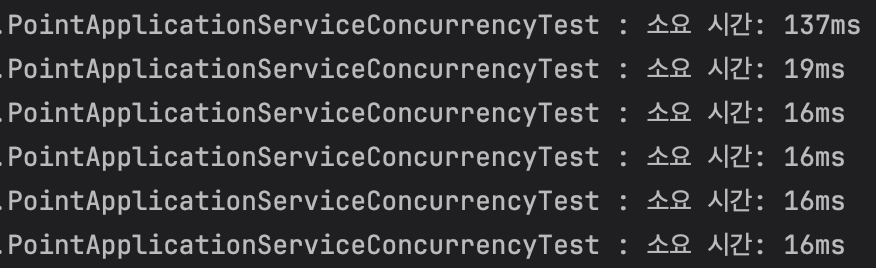 .PointApplicationServiceConcurrencyTest : 소요 시간: 137ms
.PointApplicationServiceConcurrencyTest : 소요 시간: 19ms
.PointApplicationServiceConcurrencyTest : 소요 시간: 16ms
.PointApplicationServiceConcurrencyTest : 소요 시간: 16ms
.PointApplicationServiceConcurrencyTest : 소요 시간: 16ms
.PointApplicationServiceConcurrencyTest : 소요 시간: 16ms